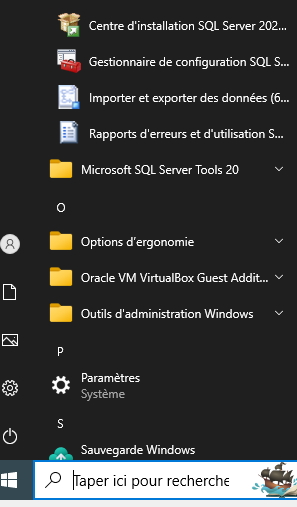 Centre d'installation SQL Server 202...
Gestionnaire de configuration SQL S...
Importer et exporter des données (6...
Rapports d'erreurs et d'utilisation S...
Microsoft SQL Server Tools 20
O
Options d'ergonomie
Oracle VM VirtualBox Guest Addit...
Outils d'administration Windows
P
Paramètres
Système
S
Sauvegarde Windows
Taper ici pour recherche